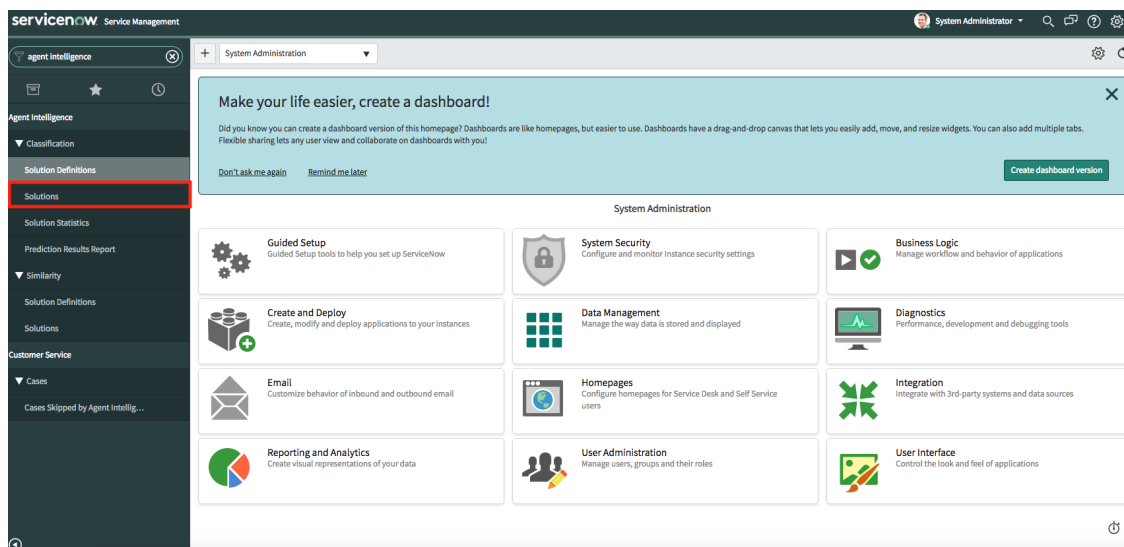 servicenow Service Management
System Administrator
agent intelligence
System Administration
Agent Intelligence
Classification
Solution Definitions
Solutions
Solution Statistics
Prediction Results Report
Similarity
Solution Definitions
Solutions
Customer Service
Cases
Cases Skipped by Agent Intellig...
Make your life easier, create a dashboard!
Did you know you can create a dashboard version of this homepage? Dashboards are like homepages, but easier to use. Dashboards have a drag-and-drop canvas that lets you easily add, move, and resize widgets. You can also add multiple tabs.
Flexible sharing lets any user view and collaborate on dashboards with you!
Don't ask me again
Remind me later
Create dashboard version
System Administration
Guided Setup
Guided Setup tools to help you set up ServiceNow
System Security
Configure and monitor Instance security settings
Business Logic
Manage workflow and behavior of applications
Create and Deploy
Create, modify and deploy applications to your instances
Data Management
Manage the way data is stored and displayed
Diagnostics
Performance, development and debugging tools
Email
Customize behavior of inbound and outbound email
Homepages
Configure homepages for Service Desk and Self Service
users
Integration
Integrate with 3rd-party systems and data sources
Reporting and Analytics
Create visual representations of your data
User Administration
Manage users, groups and their roles
User Interface
Control the look and feel of applications